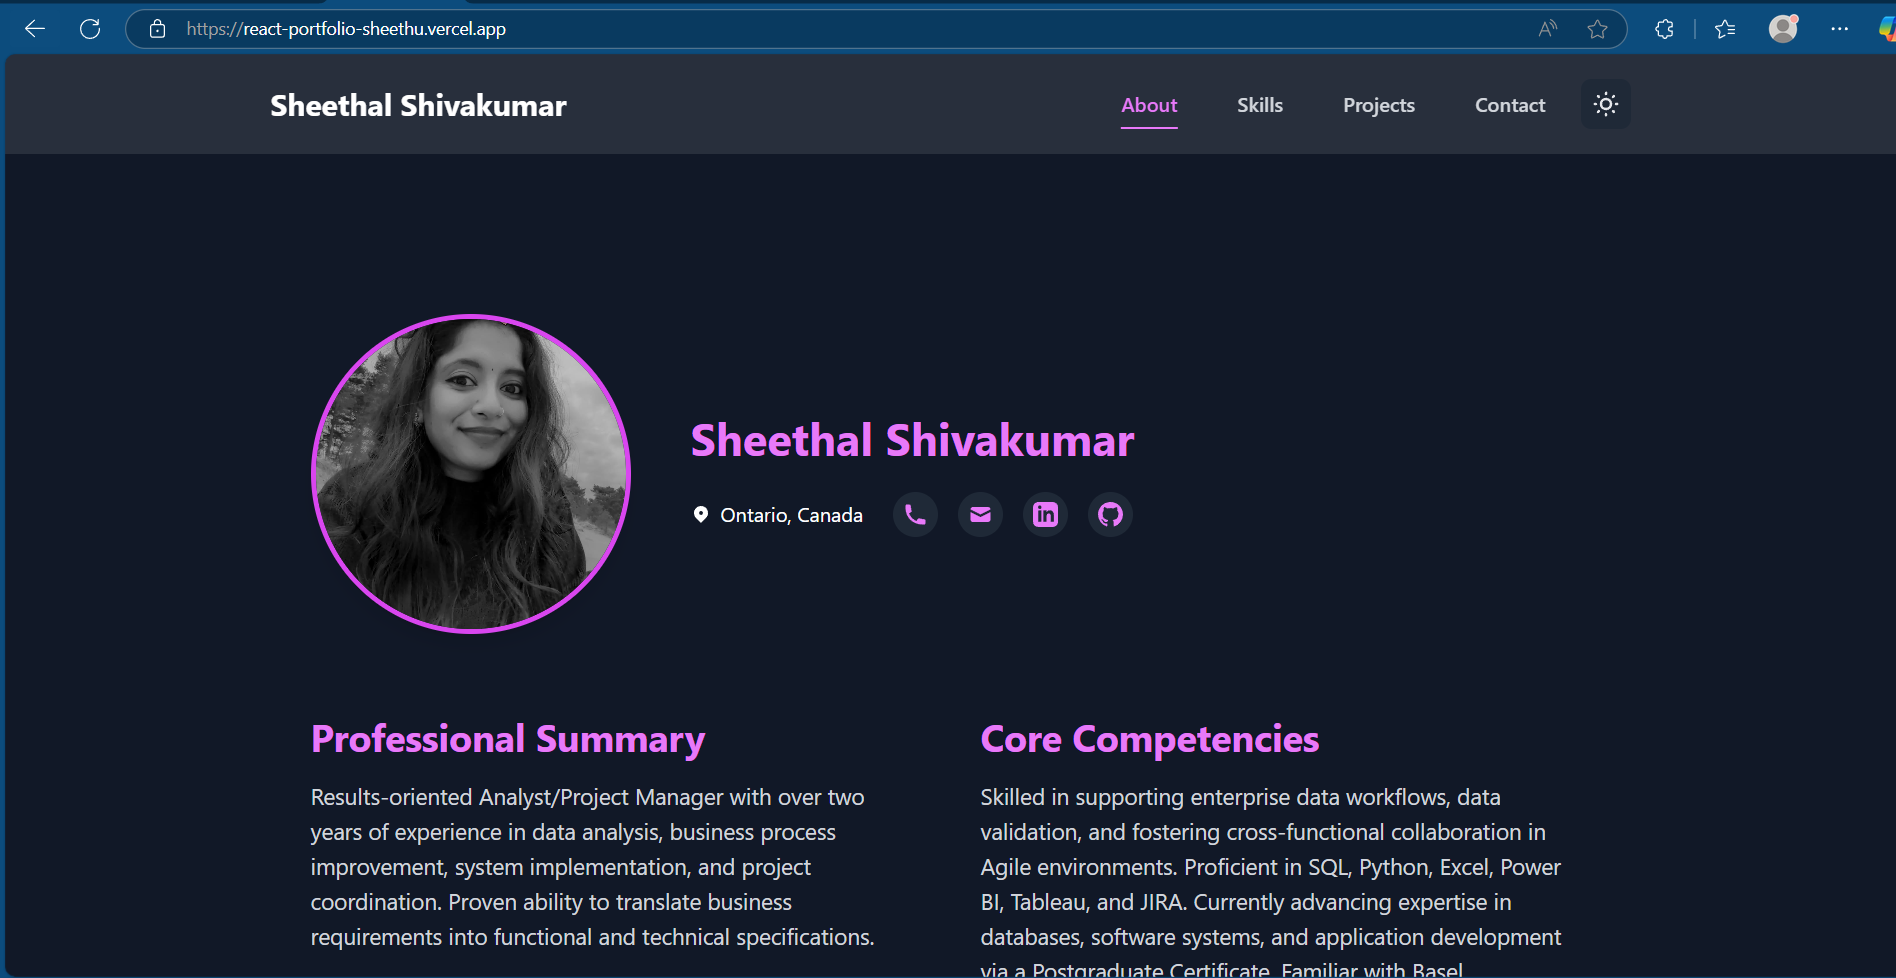 https://react-portfolio-sheethu.vercel.app
Sheethal Shivakumar
About
Skills
Projects
Contact
Sheethal Shivakumar
Ontario, Canada
Professional Summary
Results-oriented Analyst/Project Manager with over two
years of experience in data analysis, business process
improvement, system implementation, and project
coordination. Proven ability to translate business
requirements into functional and technical specifications.
Core Competencies
Skilled in supporting enterprise data workflows, data
validation, and fostering cross-functional collaboration in
Agile environments. Proficient in SQL, Python, Excel, Power
BI, Tableau, and JIRA. Currently advancing expertise in
databases, software systems, and application development
via a Postgraduate Certificate. Familiar with Basel